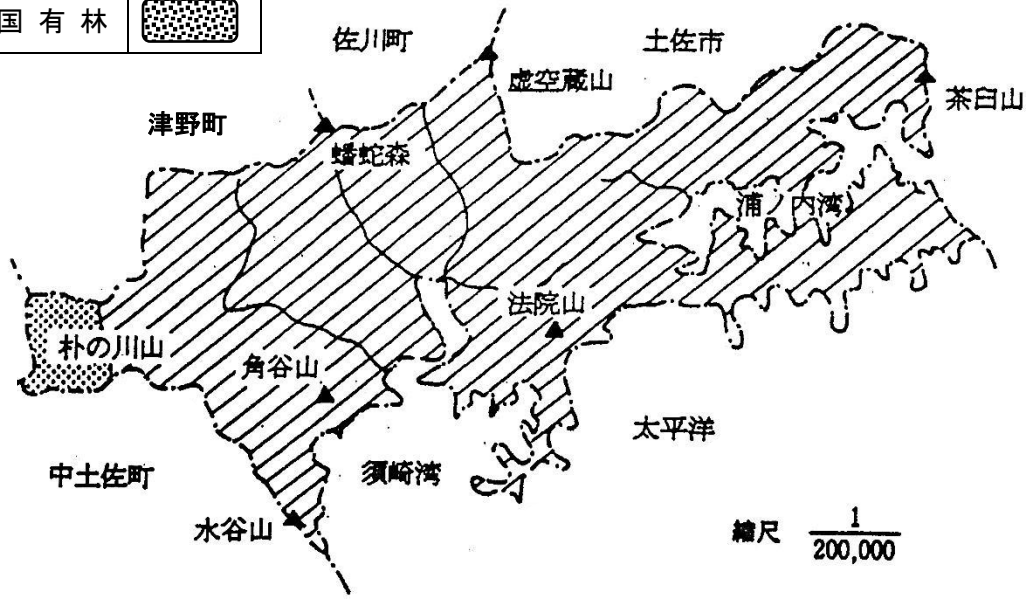 国有林
佐川町
土佐市
虚空蔵山
茶臼山
津野町
蟠蛇森
浦ノ内湾
法院山
朴の川山
角谷山
太平洋
中土佐町
須崎湾
水谷山
縮尺 1/200,000